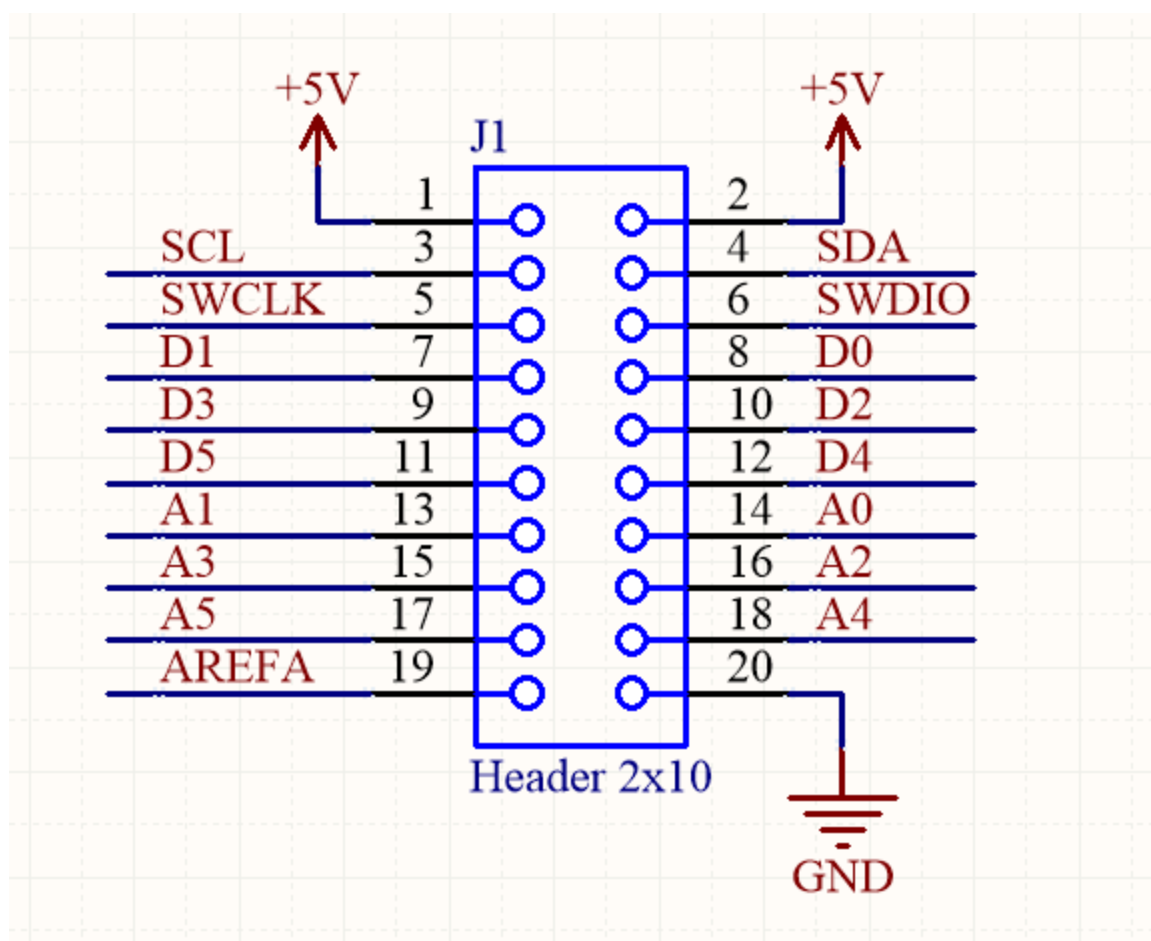 +5V +5V
J1
1 2
SCL 3 4 SDA
SWCLK 5 6 SWDIO
D1 7 8 D0
D3 9 10 D2
D5 11 12 D4
A1 13 14 A0
A3 15 16 A2
A5 17 18 A4
AREFA 19 20
Header 2x10
GND